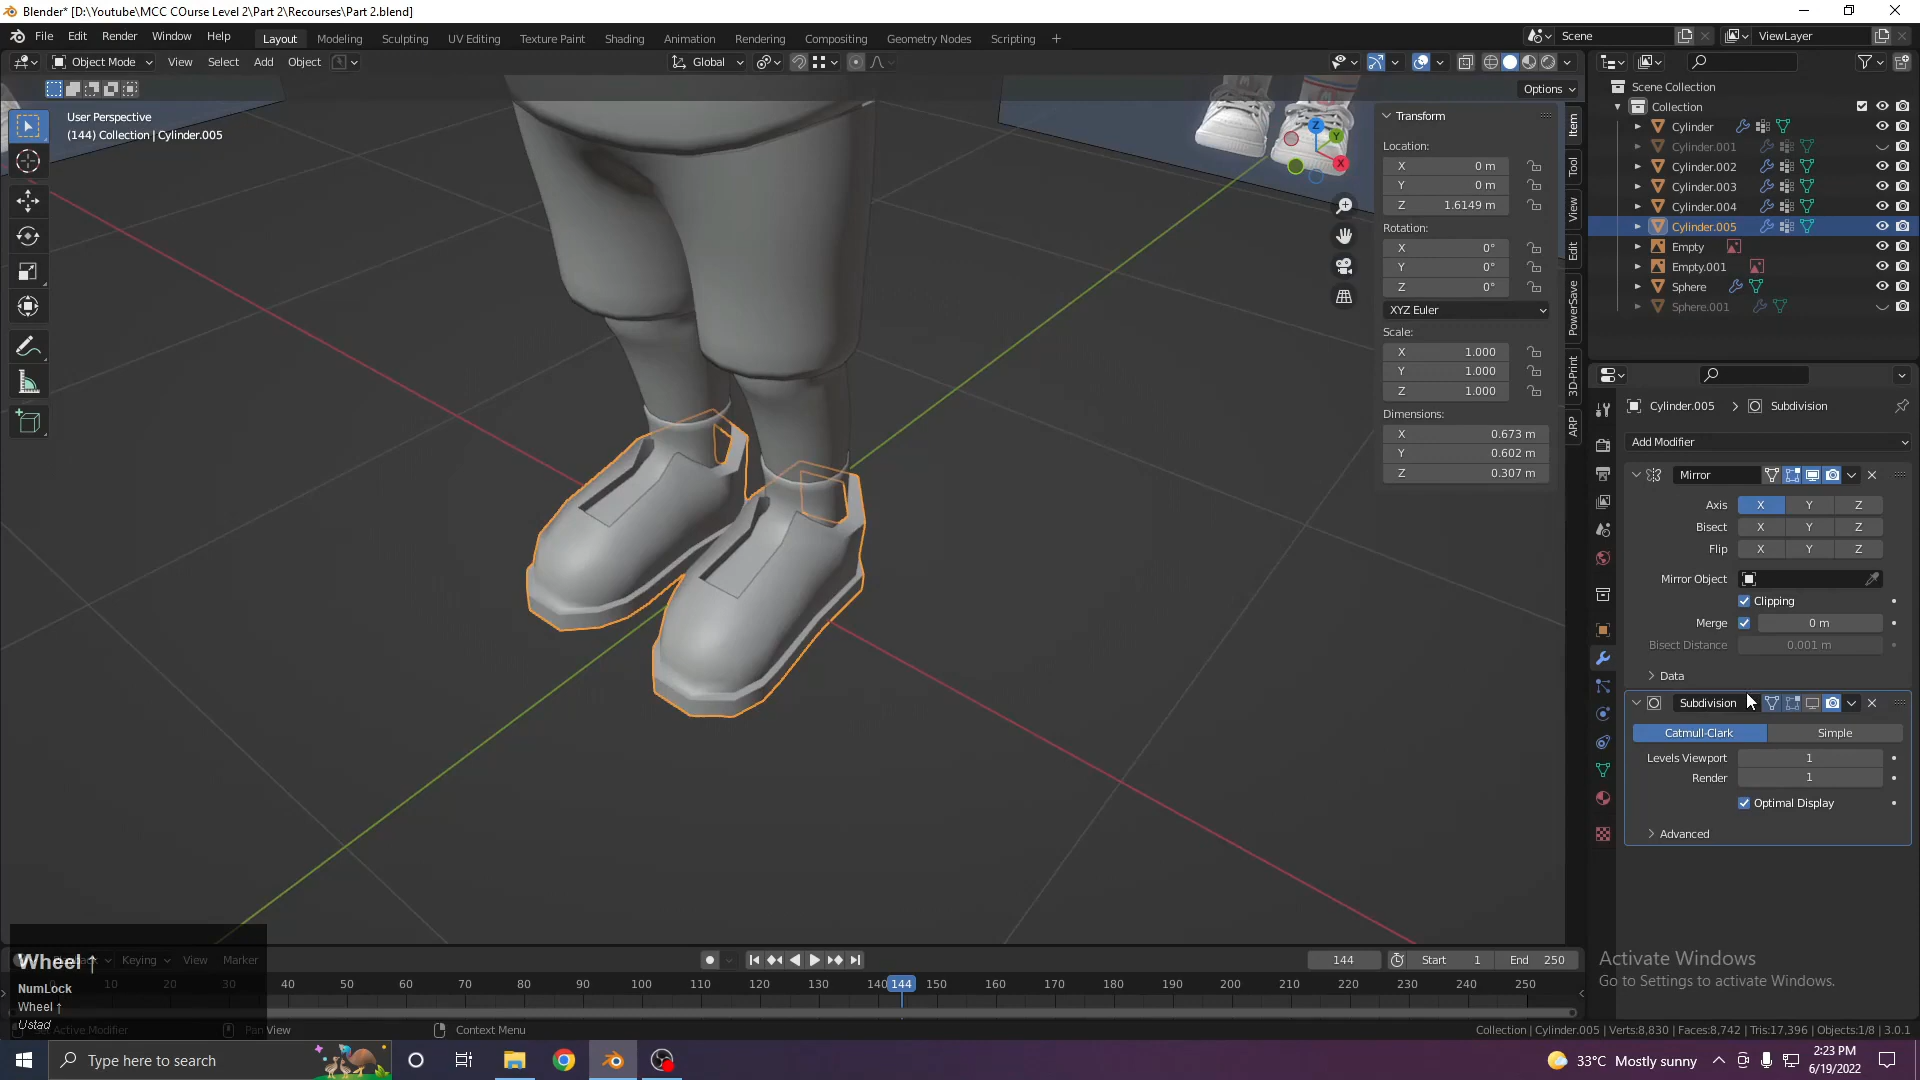 Blender* [D:\Youtube\MCC COurse Level 2\Part 2\Recourses\Part 2.blend]
File Edit Render Window Help Layout Modeling Sculpting UV Editing Texture Paint Shading Animation Rendering Compositing Geometry Nodes Scripting + Scene ViewLayer
Object Mode View Select Add Object Global
Options
User Perspective
(144) Collection | Cylinder.005
Z
Y
X
Transform
Location:
X 0 m
Y 0 m
Z 1.6149 m
Rotation:
X 0°
Y 0°
Z 0°
XYZ Euler
Scale:
X 1.000
Y 1.000
Z 1.000
Dimensions:
X 0.673 m
Y 0.602 m
Z 0.307 m
Item
Tool
View
Edit
PowerSave
3D-Print
ARP
Scene Collection
Collection
Cylinder
Cylinder.001
Cylinder.002
Cylinder.003
Cylinder.004
Cylinder.005
Empty
Empty.001
Sphere
Sphere.001
Cylinder.005 > Subdivision
Add Modifier
Mirror
Axis X Y Z
Bisect X Y Z
Flip X Y Z
Mirror Object
Clipping
Merge 0 m
Bisect Distance 0.001 m
Data
Subdivision
Catmull-Clark Simple
Levels Viewport 1
Render 1
Optimal Display
Advanced
Activate Windows
Go to Settings to activate Windows.
Wheel ↑
NumLock
Wheel ↑
Ustad
Keying View Marker
144 Start 1 End 250
10 20 30 40 50 60 70 80 90 100 110 120 130 140 144 150 160 170 180 190 200 210 220 230 240 250
Active Modifier Pan View Context Menu
Collection | Cylinder.005 | Verts:8,830 | Faces:8,742 | Tris:17,396 | Objects:1/8 | 3.0.1
Type here to search
33°C Mostly sunny
2:23 PM
6/19/2022